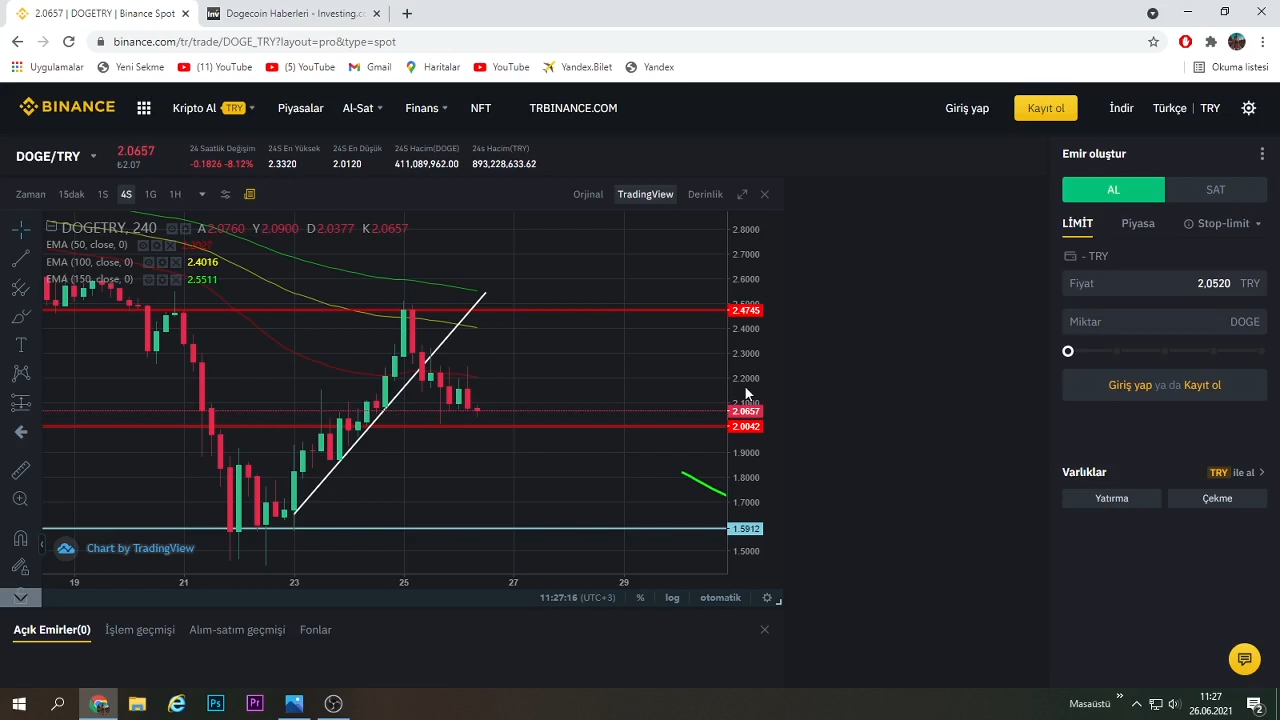 2.0657 | DOGETRY | Binance Spot
Dogecoin Haberleri - Investing.co
binance.com/tr/trade/DOGE_TRY?layout=pro&type=spot
Uygulamalar
Yeni Sekme
(11) YouTube
(5) YouTube
Gmail
Haritalar
YouTube
Yandex.Bilet
Yandex
Okuma listesi
BINANCE
Kripto Al TRY
Piyasalar
Al-Sat
Finans
NFT
TRBINANCE.COM
Giriş yap
Kayıt ol
İndir
Türkçe | TRY
DOGE/TRY
2.0657
₺2.07
24 Saatlik Değişim
-0.1826 -8.12%
24S En Yüksek
2.3320
24S En Düşük
2.0120
24S Hacim(DOGE)
411,089,962.00
24s Hacim(TRY)
893,228,633.62
Zaman 15dak 1S 4S 1G 1H
Orjinal TradingView Derinlik
DOGETRY, 240 A2.0760 Y2.0900 D2.0377 K2.0657
EMA (50, close, 0)
EMA (100, close, 0) 2.4016
EMA (150, close, 0) 2.5511
2.8000
2.7000
2.6000
2.4745
2.4000
2.3000
2.2000
2.0657
2.0042
1.9000
1.8000
1.7000
1.5912
1.5000
Chart by TradingView
19 21 23 25 27 29
11:27:16 (UTC+3) % log otomatik
Açık Emirler(0) İşlem geçmişi Alım-satım geçmişi Fonlar
Emir oluştur
AL SAT
LİMİT Piyasa Stop-limit
- TRY
Fiyat 2,0520 TRY
Miktar DOGE
Giriş yap ya da Kayıt ol
Varlıklar TRY ile al
Yatırma Çekme
Ps
Pr
Masaüstü
11:27
26.06.2021
2